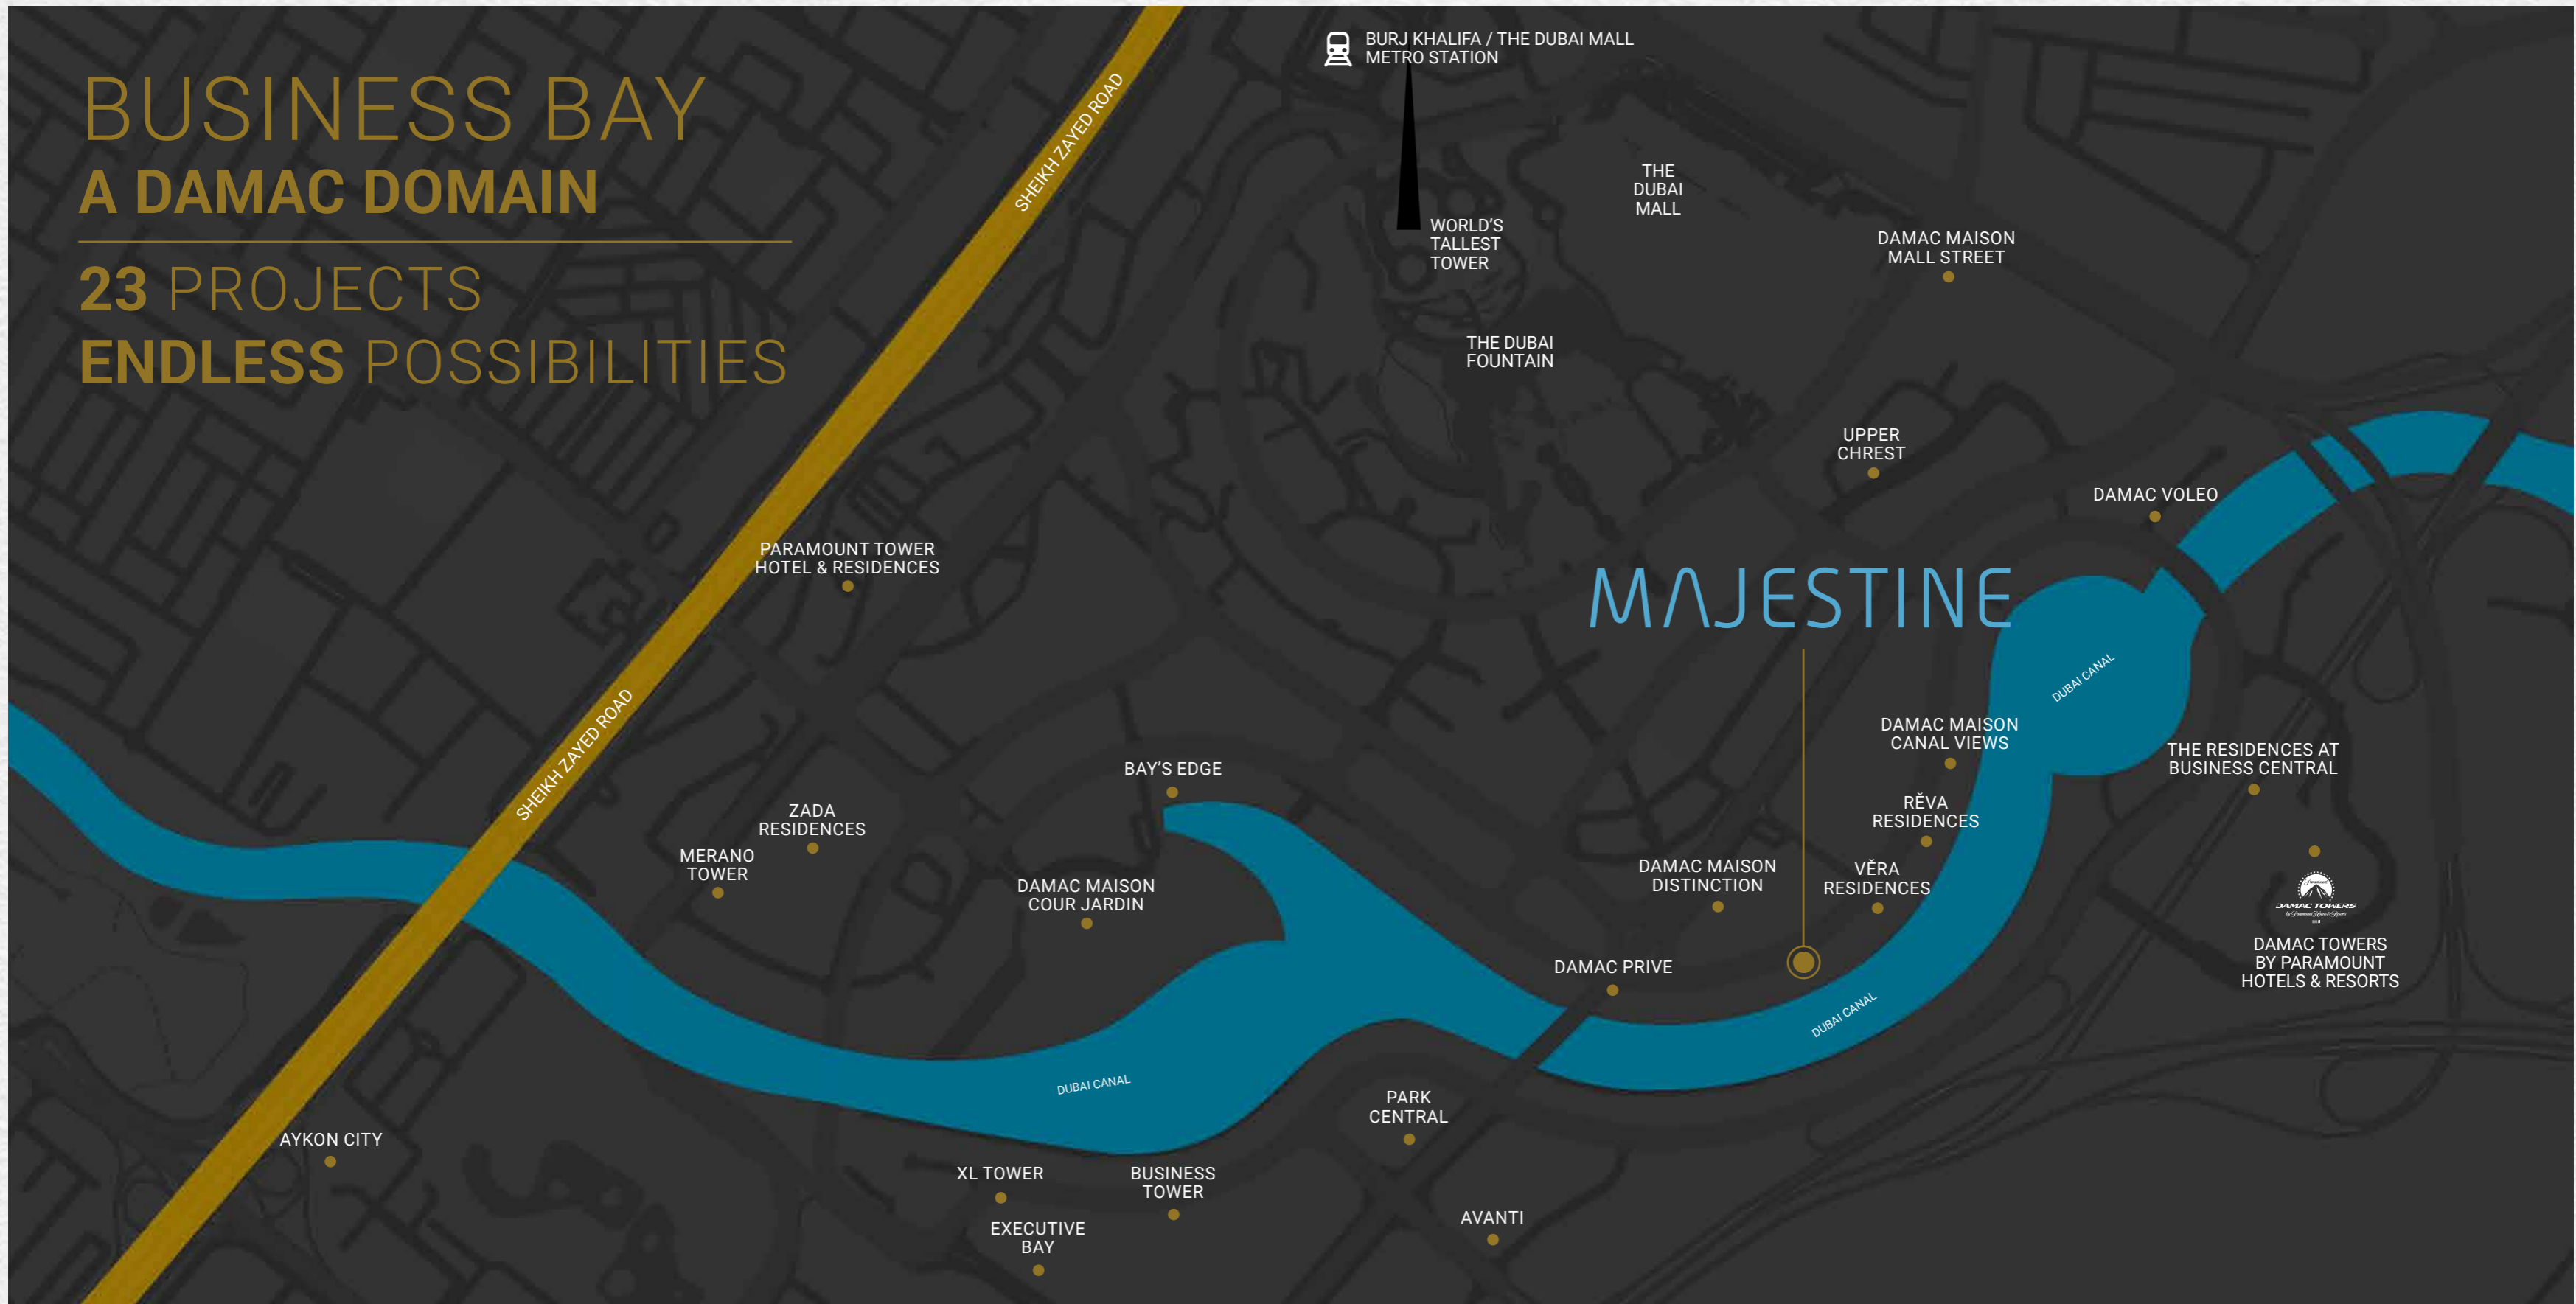 BUSINESS BAY
A DAMAC DOMAIN
23 PROJECTS
ENDLESS POSSIBILITIES
SHEIKH ZAYED ROAD
BURJ KHALIFA / THE DUBAI MALL
METRO STATION
THE
DUBAI
MALL
WORLD'S
TALLEST
TOWER
DAMAC MAISON
MALL STREET
THE DUBAI
FOUNTAIN
UPPER
CHREST
DAMAC VOLEO
PARAMOUNT TOWER
HOTEL & RESIDENCES
MAJESTINE
DUBAI CANAL
SHEIKH ZAYED ROAD
DAMAC MAISON
CANAL VIEWS
THE RESIDENCES AT
BUSINESS CENTRAL
BAY'S EDGE
ZADA
RESIDENCES
RĚVA
RESIDENCES
MERANO
TOWER
DAMAC MAISON
COUR JARDIN
DAMAC MAISON
DISTINCTION
VĚRA
RESIDENCES
DAMAC TOWERS
DAMAC TOWERS
BY PARAMOUNT
HOTELS & RESORTS
DAMAC PRIVE
DUBAI CANAL
DUBAI CANAL
PARK
CENTRAL
AYKON CITY
XL TOWER
BUSINESS
TOWER
EXECUTIVE
BAY
AVANTI